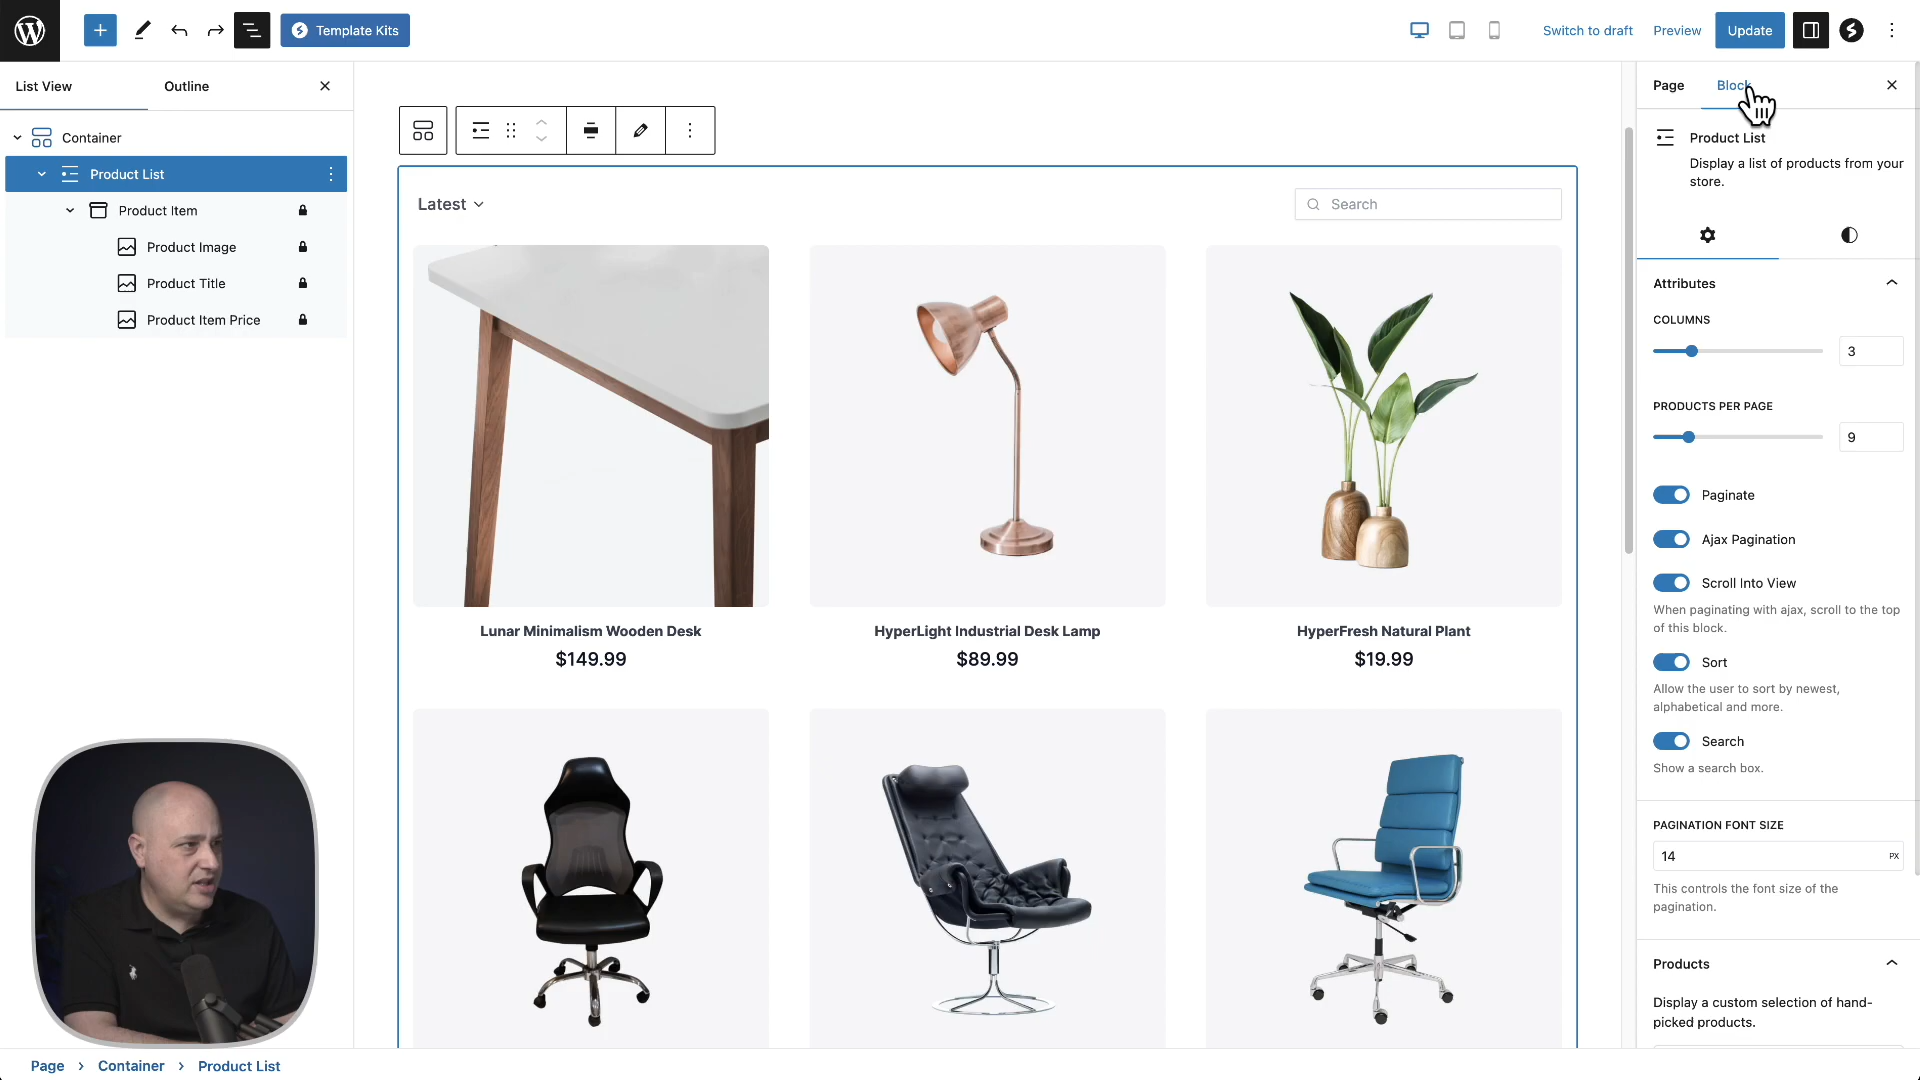 Template Kits
Switch to draft
Preview
Update
List View
Outline
Page
Block
Container
Product List
Product Item
Product Image
Product Title
Product Item Price
Product List
Display a list of products from your
store.
Latest
Search
Attributes
COLUMNS
3
PRODUCTS PER PAGE
9
Paginate
Ajax Pagination
Scroll Into View
When paginating with ajax, scroll to the top
of this block.
Sort
Allow the user to sort by newest,
alphabetical and more.
Search
Show a search box.
PAGINATION FONT SIZE
14
PX
This controls the font size of the
pagination.
Products
Display a custom selection of hand-
picked products.
Lunar Minimalism Wooden Desk
$149.99
HyperLight Industrial Desk Lamp
$89.99
HyperFresh Natural Plant
$19.99
Page > Container > Product List